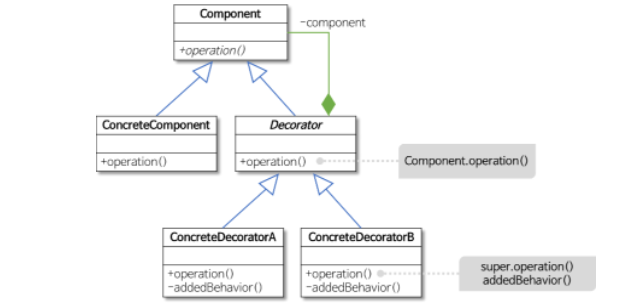 Component
-component
+operation()
ConcreteComponent
Decorator
+operation()
+operation()
Component.operation()
ConcreteDecoratorA
ConcreteDecoratorB
+operation()
-addedBehavior()
+operation()
-addedBehavior()
super.operation()
addedBehavior()